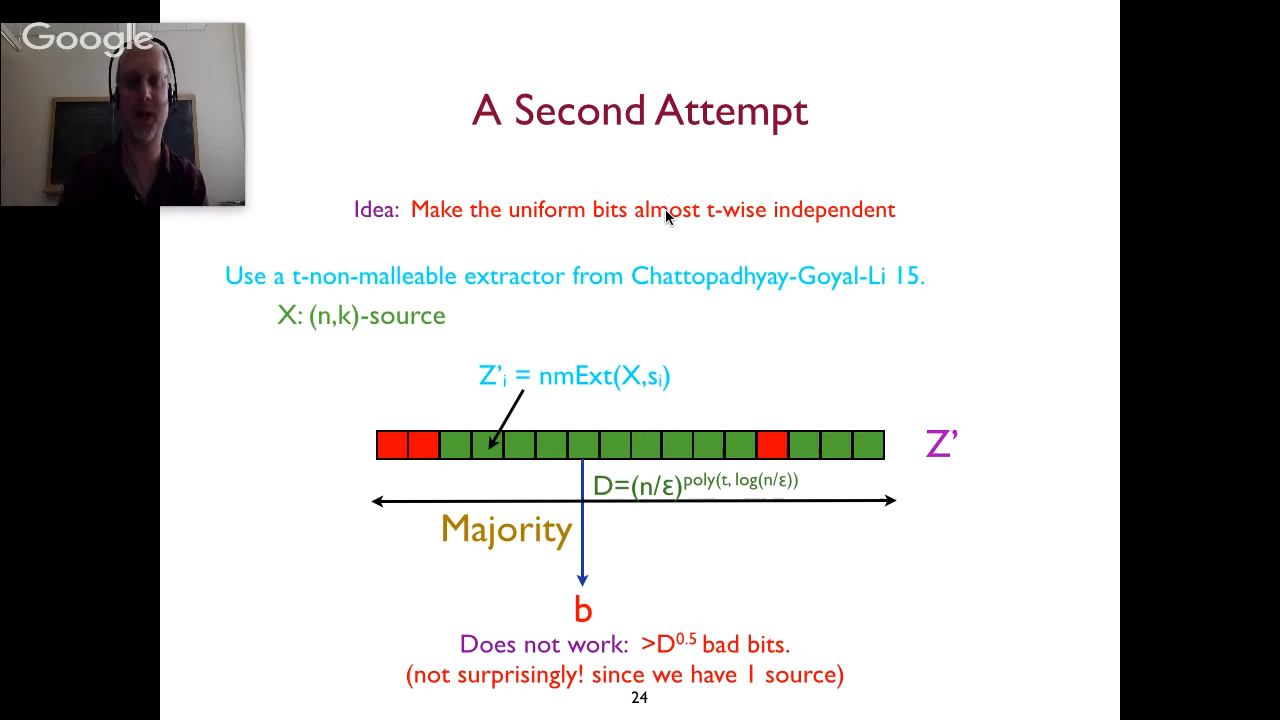 Google
A Second Attempt
Idea: Make the uniform bits almost t-wise independent
Use a t-non-malleable extractor from Chattopadhyay-Goyal-Li 15.
X: (n,k)-source
Z’ᵢ = nmExt(X,sᵢ)
Z’
D=(n/ε)^poly(t, log(n/ε))
Majority
b
Does not work: >D^0.5 bad bits.
(not surprisingly! since we have 1 source)
24